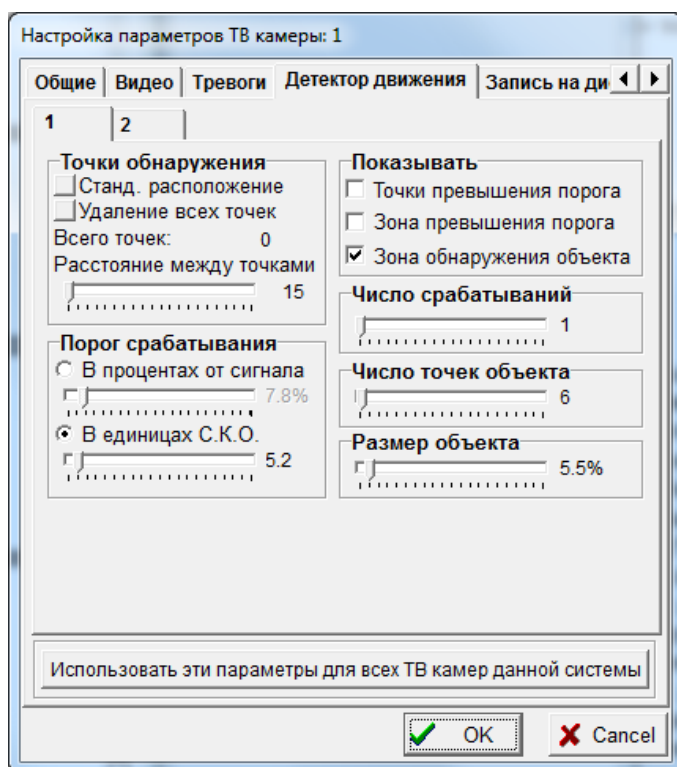 Настройка параметров ТВ камеры: 1
Общие Видео Тревоги Детектор движения Запись на ди
1 2
Точки обнаружения
Станд. расположение
Удаление всех точек
Всего точек: 0
Расстояние между точками
15
Порог срабатывания
В процентах от сигнала
7.8%
В единицах С.К.О.
5.2
Показывать
Точки превышения порога
Зона превышения порога
Зона обнаружения объекта
Число срабатываний
1
Число точек объекта
6
Размер объекта
5.5%
Использовать эти параметры для всех ТВ камер данной системы
OK Cancel